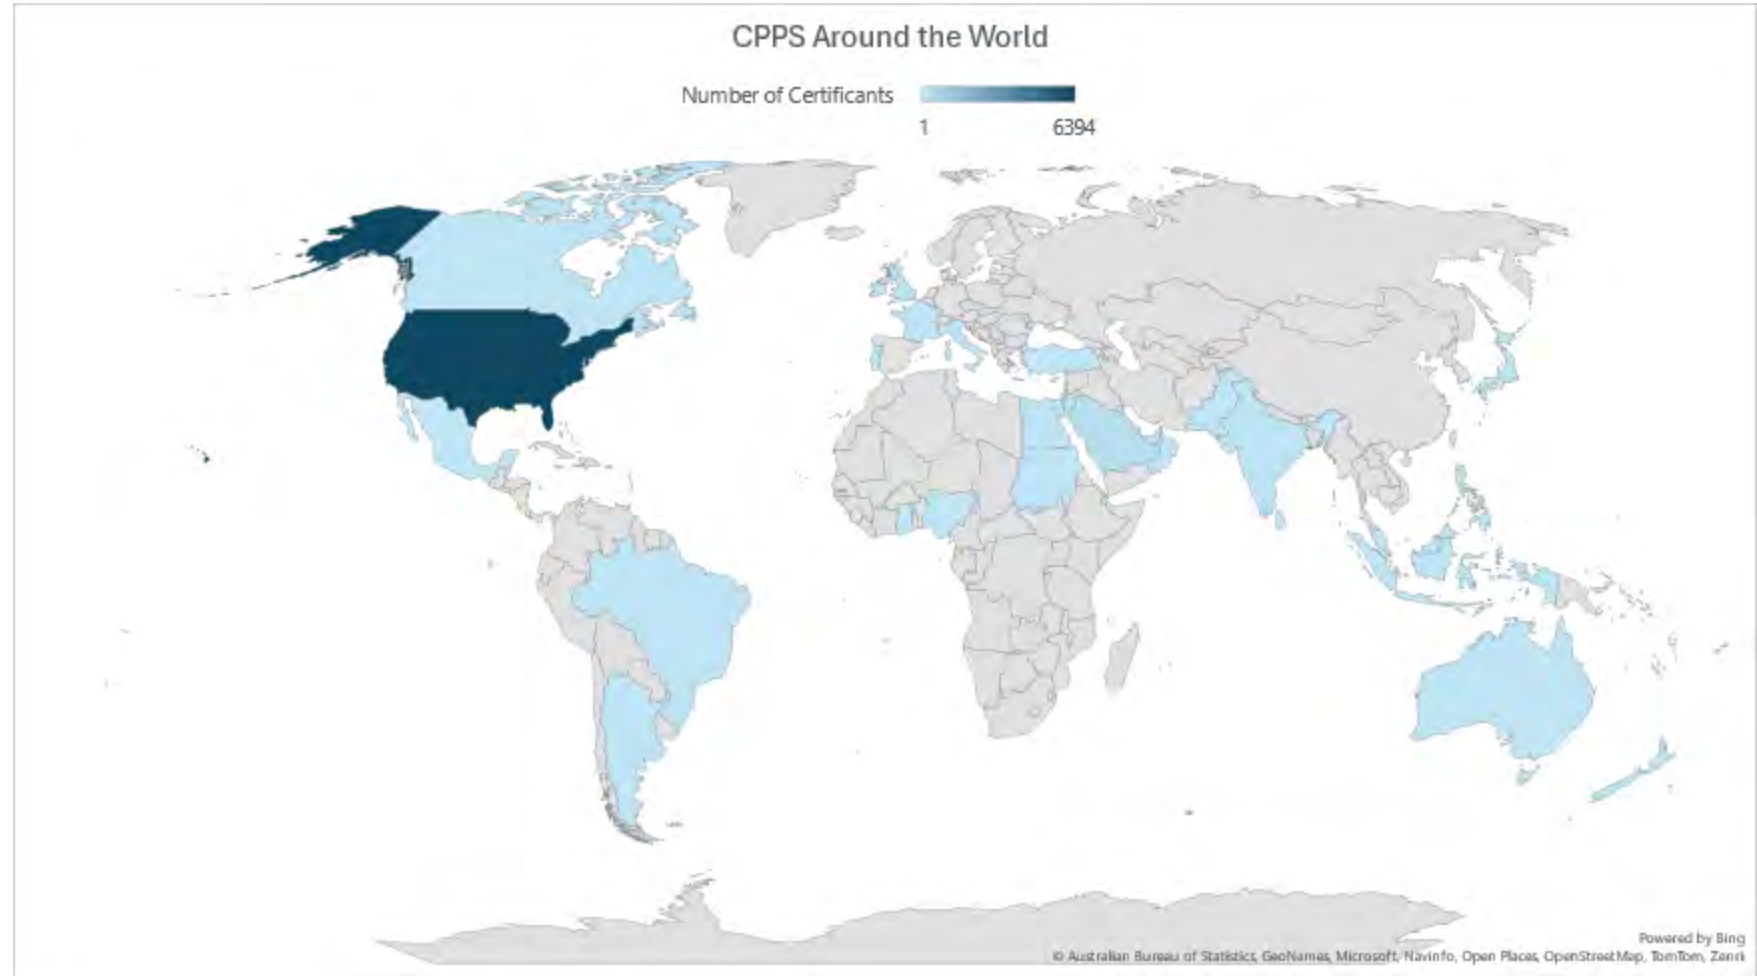 CPPS Around the World
Number of Certificants
1 6394
Powered by Bing
© Australian Bureau of Statistics, GeoNames, Microsoft, Navinfo, Open Places, OpenStreetMap, TomTom, Zenrin